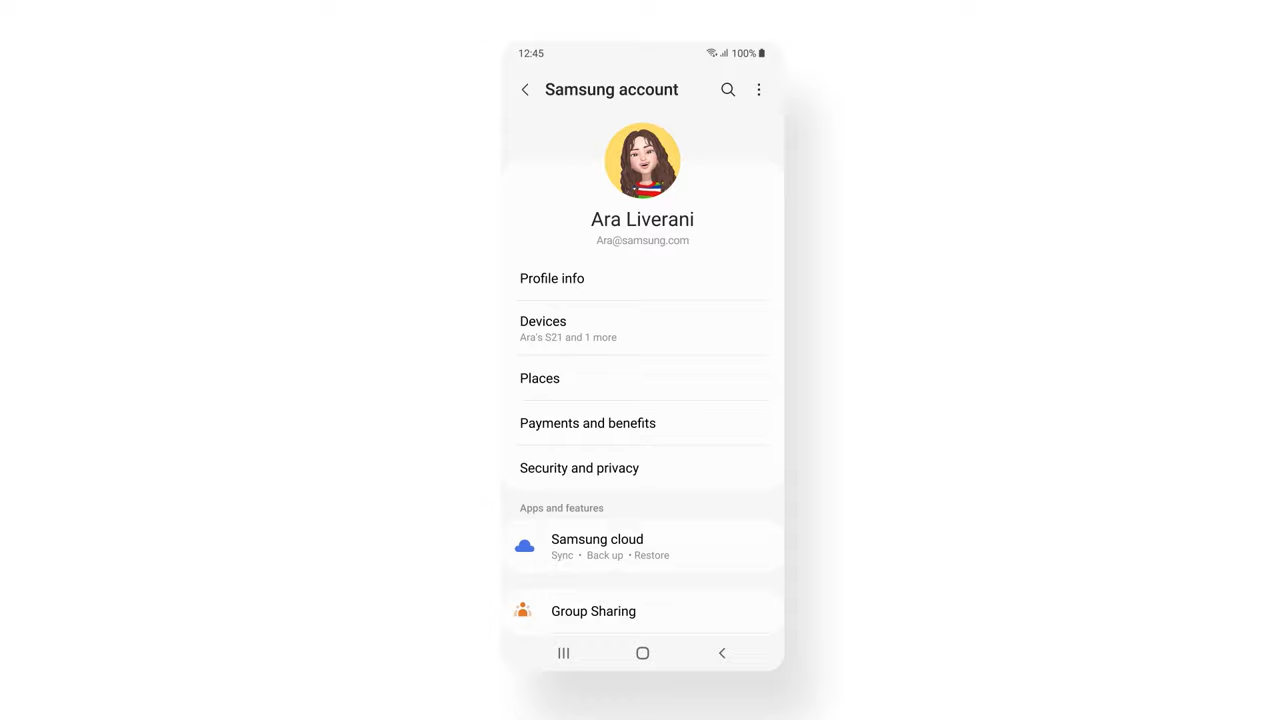 12:45
100%
Samsung account
Ara Liverani
Ara@samsung.com
Profile info
Devices
Ara's S21 and 1 more
Places
Payments and benefits
Security and privacy
Apps and features
Samsung cloud
Sync • Back up • Restore
Group Sharing